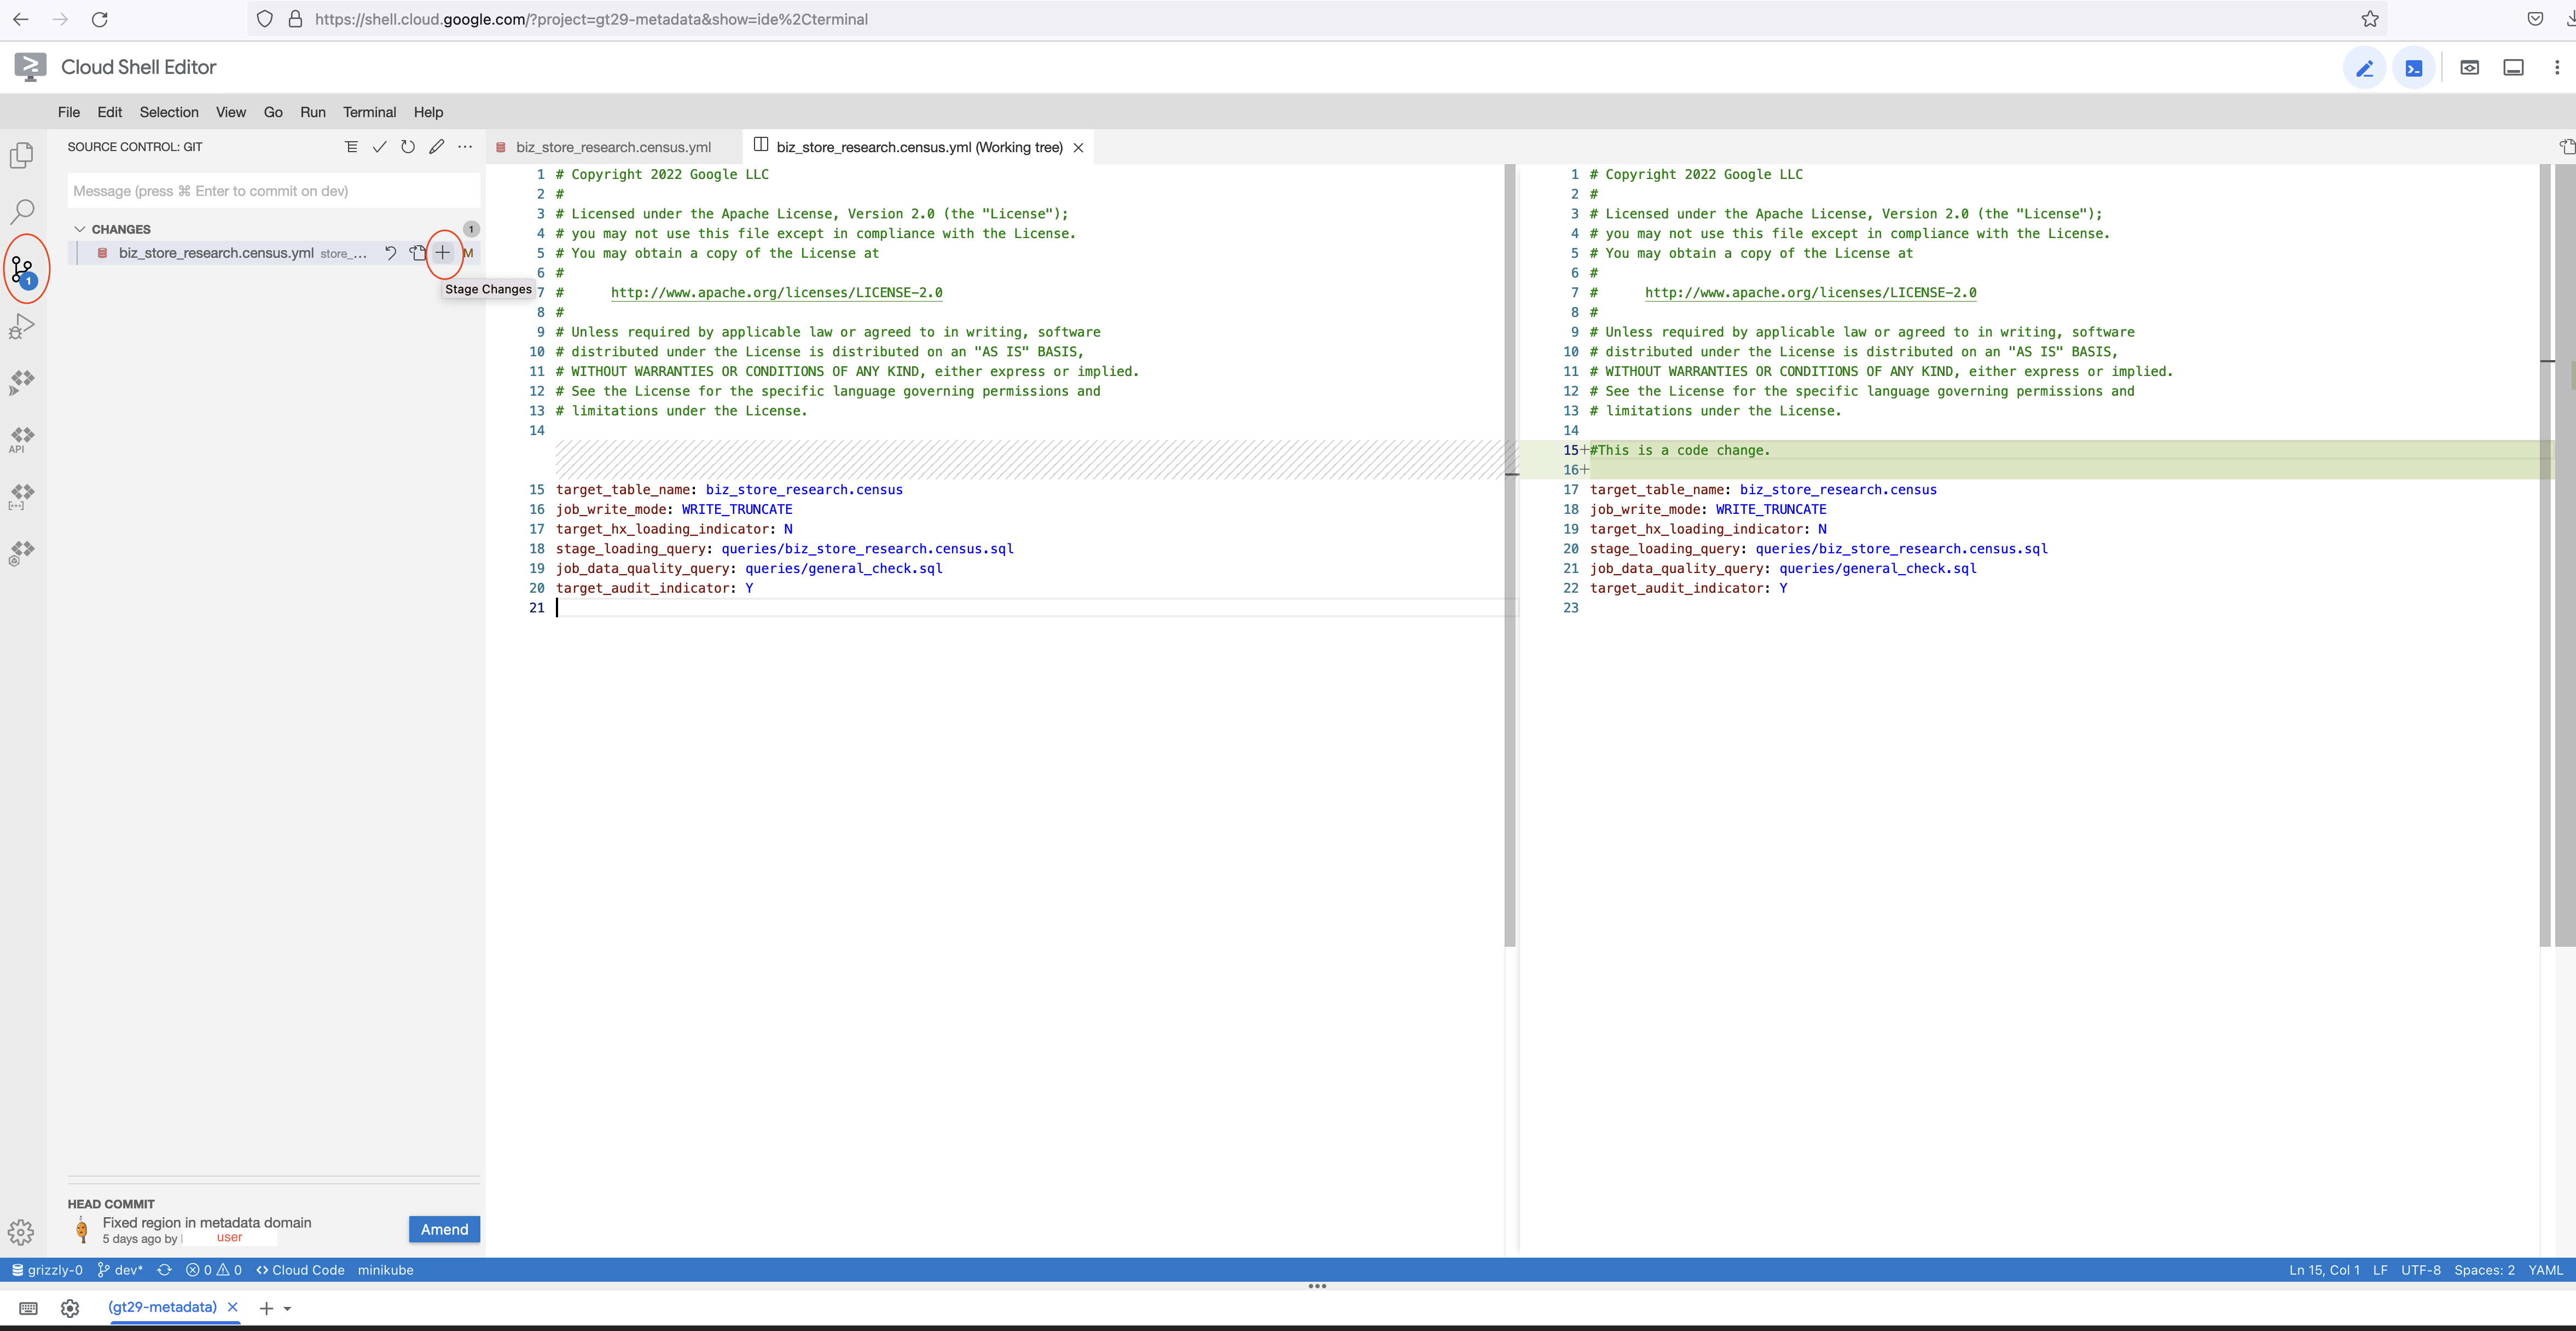 https://shell.cloud.google.com/?project=gt29-metadata&show=ide%2Cterminal
Cloud Shell Editor
File Edit Selection View Go Run Terminal Help
SOURCE CONTROL: GIT
Message (press ⌘ Enter to commit on dev)
CHANGES 1
biz_store_research.census.yml store_... M
Stage Changes
1
API
biz_store_research.census.yml
biz_store_research.census.yml (Working tree)
1 # Copyright 2022 Google LLC
2 #
3 # Licensed under the Apache License, Version 2.0 (the "License");
4 # you may not use this file except in compliance with the License.
5 # You may obtain a copy of the License at
6 #
7 # http://www.apache.org/licenses/LICENSE-2.0
8 #
9 # Unless required by applicable law or agreed to in writing, software
10 # distributed under the License is distributed on an "AS IS" BASIS,
11 # WITHOUT WARRANTIES OR CONDITIONS OF ANY KIND, either express or implied.
12 # See the License for the specific language governing permissions and
13 # limitations under the License.
14
15 target_table_name: biz_store_research.census
16 job_write_mode: WRITE_TRUNCATE
17 target_hx_loading_indicator: N
18 stage_loading_query: queries/biz_store_research.census.sql
19 job_data_quality_query: queries/general_check.sql
20 target_audit_indicator: Y
21
1 # Copyright 2022 Google LLC
2 #
3 # Licensed under the Apache License, Version 2.0 (the "License");
4 # you may not use this file except in compliance with the License.
5 # You may obtain a copy of the License at
6 #
7 # http://www.apache.org/licenses/LICENSE-2.0
8 #
9 # Unless required by applicable law or agreed to in writing, software
10 # distributed under the License is distributed on an "AS IS" BASIS,
11 # WITHOUT WARRANTIES OR CONDITIONS OF ANY KIND, either express or implied.
12 # See the License for the specific language governing permissions and
13 # limitations under the License.
14
15+#This is a code change.
16+
17 target_table_name: biz_store_research.census
18 job_write_mode: WRITE_TRUNCATE
19 target_hx_loading_indicator: N
20 stage_loading_query: queries/biz_store_research.census.sql
21 job_data_quality_query: queries/general_check.sql
22 target_audit_indicator: Y
23
HEAD COMMIT
Fixed region in metadata domain
5 days ago by user
Amend
grizzly-0 dev* 0 0 Cloud Code minikube
Ln 15, Col 1 LF UTF-8 Spaces: 2 YAML
(gt29-metadata)